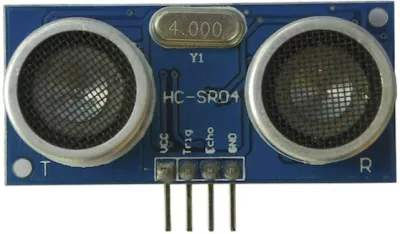 4.000
Y1
HC-SR04
VCC
Trig
Echo
GND
T
R